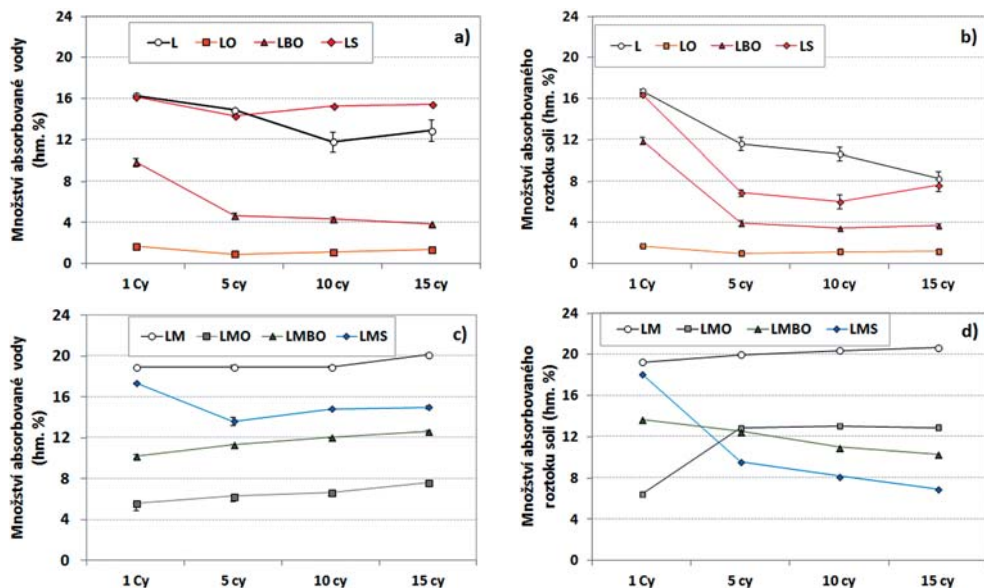 24
20
16
12
8
4
0
Množství absorbované vody
(hm. %)
L LO LBO LS
a)
1 Cy 5 cy 10 cy 15 cy
24
20
16
12
8
4
0
Množství absorbovaného
roztoku soli (hm. %)
L LO LBO LS
b)
1 Cy 5 cy 10 cy 15 cy
24
20
16
12
8
4
0
Množství absorbované vody
(hm. %)
LM LMO LMBO LMS
c)
1 Cy 5 cy 10 cy 15 cy
24
20
16
12
8
4
0
Množství absorbovaného
roztoku soli (hm. %)
LM LMO LMBO LMS
d)
1 Cy 5 cy 10 cy 15 cy